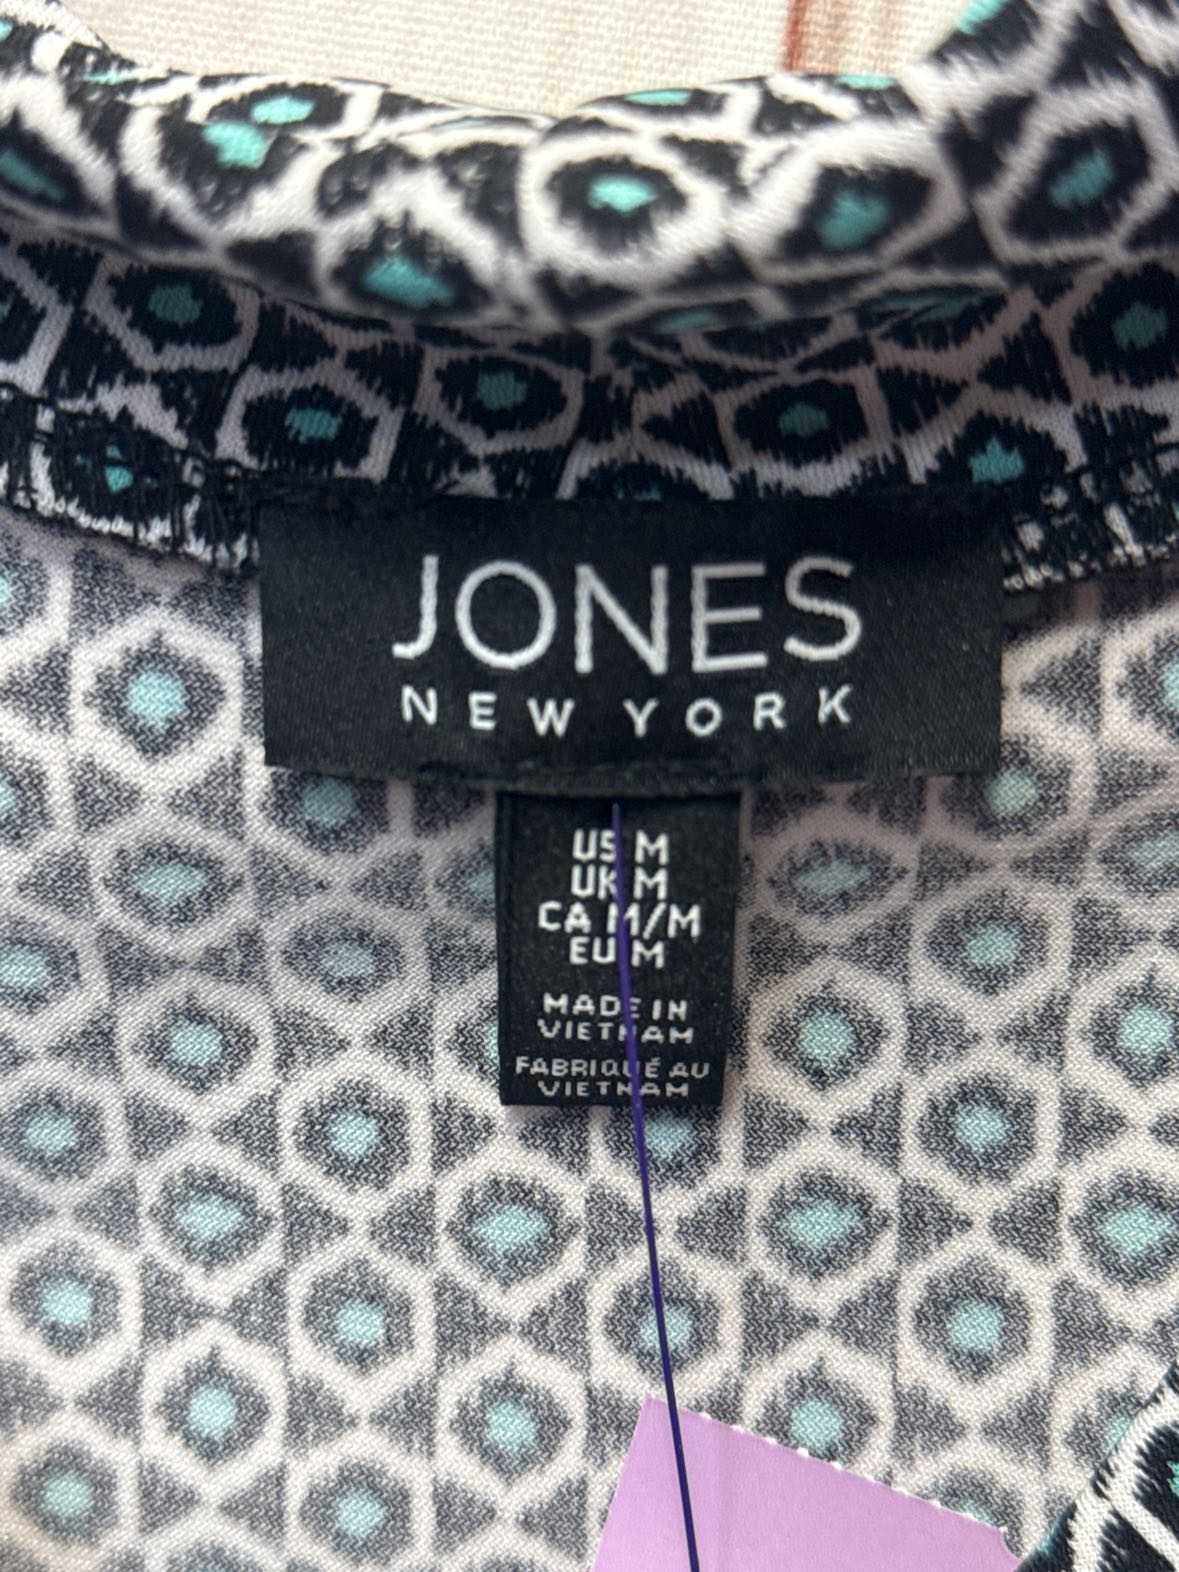 JONES
NEW YORK
US M
UK M
CA M/M
EU M
MADE IN
VIETNAM
FABRIQUÉ AU
VIETNAM